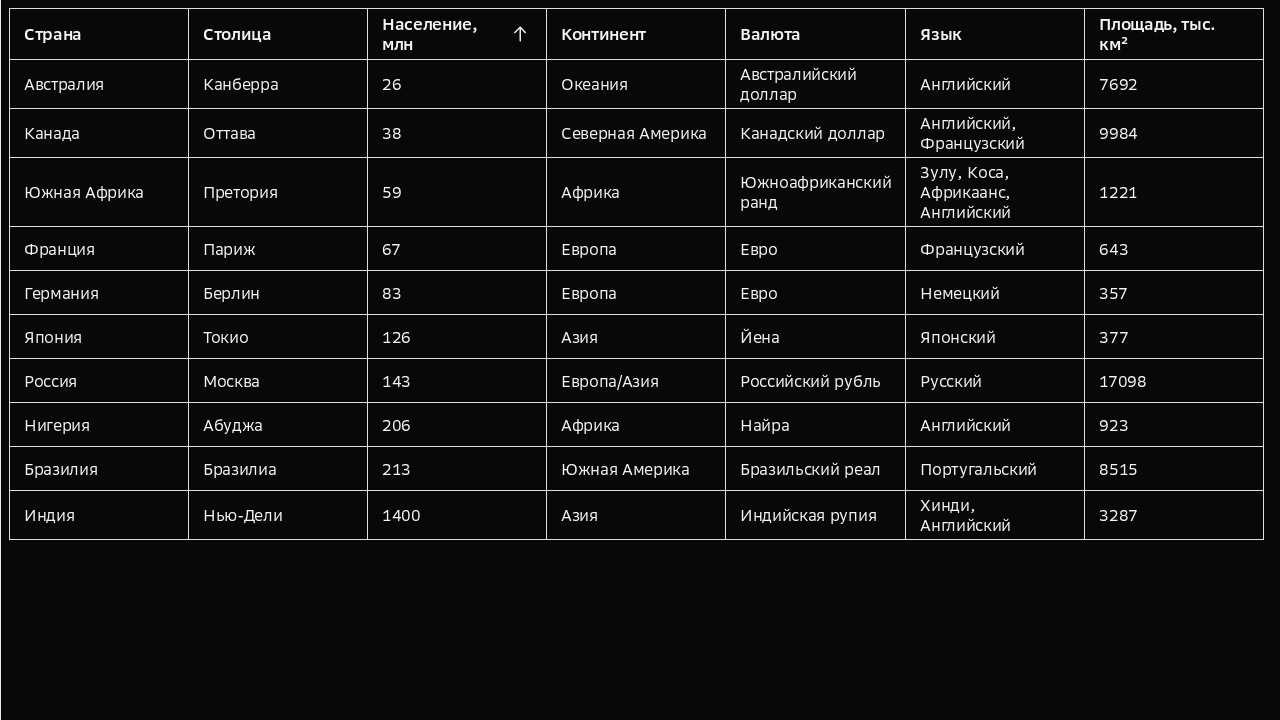 Страна Столица Население, млн ↑ Континент Валюта Язык Площадь, тыс. км²
Австралия Канберра 26 Океания Австралийский доллар Английский 7692
Канада Оттава 38 Северная Америка Канадский доллар Английский, Французский 9984
Южная Африка Претория 59 Африка Южноафриканский ранд Зулу, Коса, Африкаанс, Английский 1221
Франция Париж 67 Европа Евро Французский 643
Германия Берлин 83 Европа Евро Немецкий 357
Япония Токио 126 Азия Йена Японский 377
Россия Москва 143 Европа/Азия Российский рубль Русский 17098
Нигерия Абуджа 206 Африка Найра Английский 923
Бразилия Бразилиа 213 Южная Америка Бразильский реал Португальский 8515
Индия Нью-Дели 1400 Азия Индийская рупия Хинди, Английский 3287